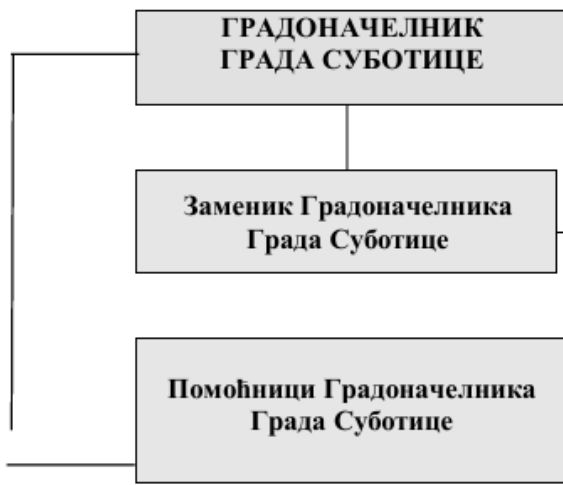 ГРАДОНАЧЕЛНИК
ГРАДА СУБОТИЦЕ
Заменик Градоначелника
Града Суботице
Помоћници Градоначелника
Града Суботице